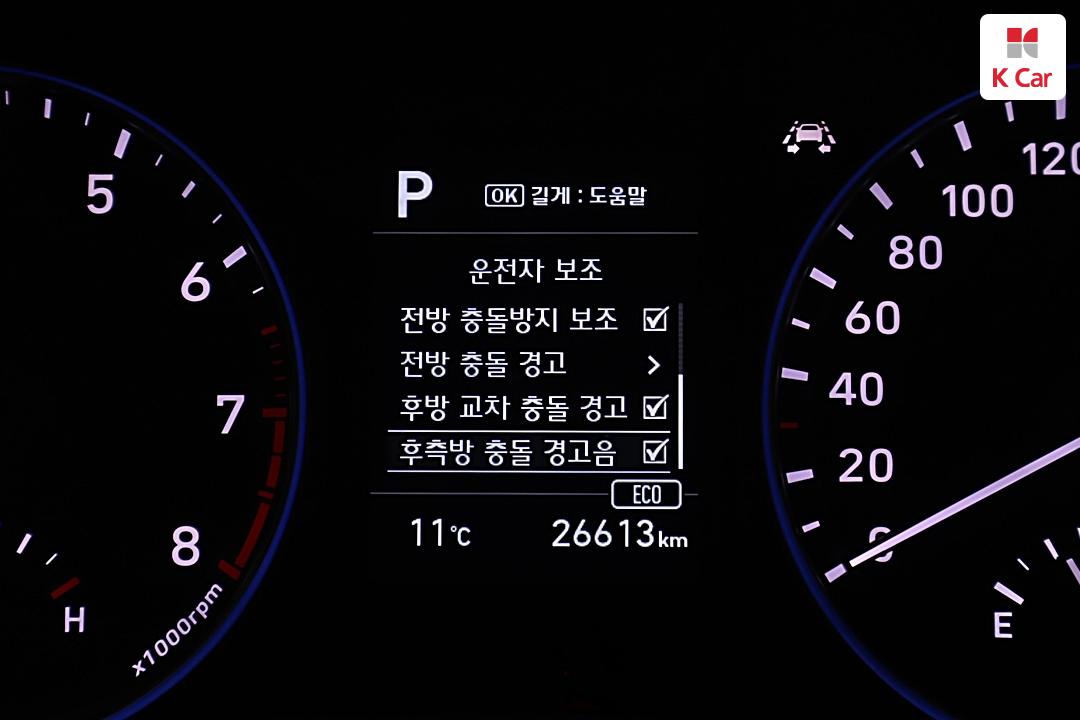 K Car
P
OK 길게 : 도움말
운전자 보조
전방 충돌방지 보조
전방 충돌 경고
후방 교차 충돌 경고
후측방 충돌 경고음
ECO
11℃ 26613km
5
6
7
8
x1000rpm
H
120
100
80
60
40
20
0
E